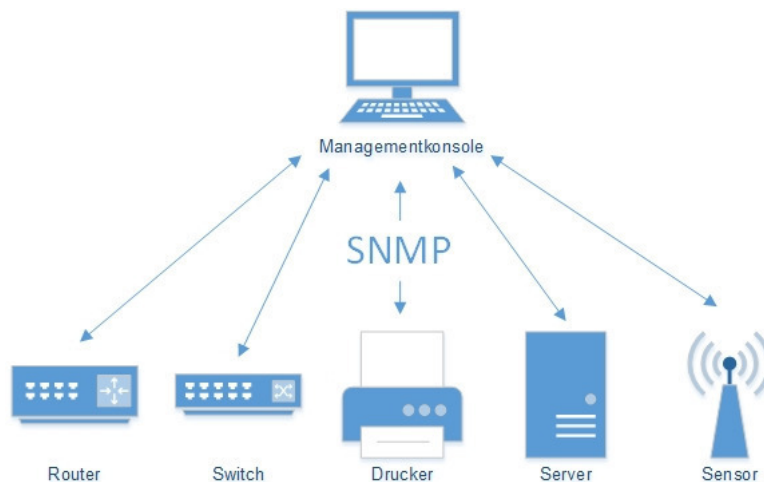 Managementkonsole
SNMP
Router
Switch
Drucker
Server
Sensor